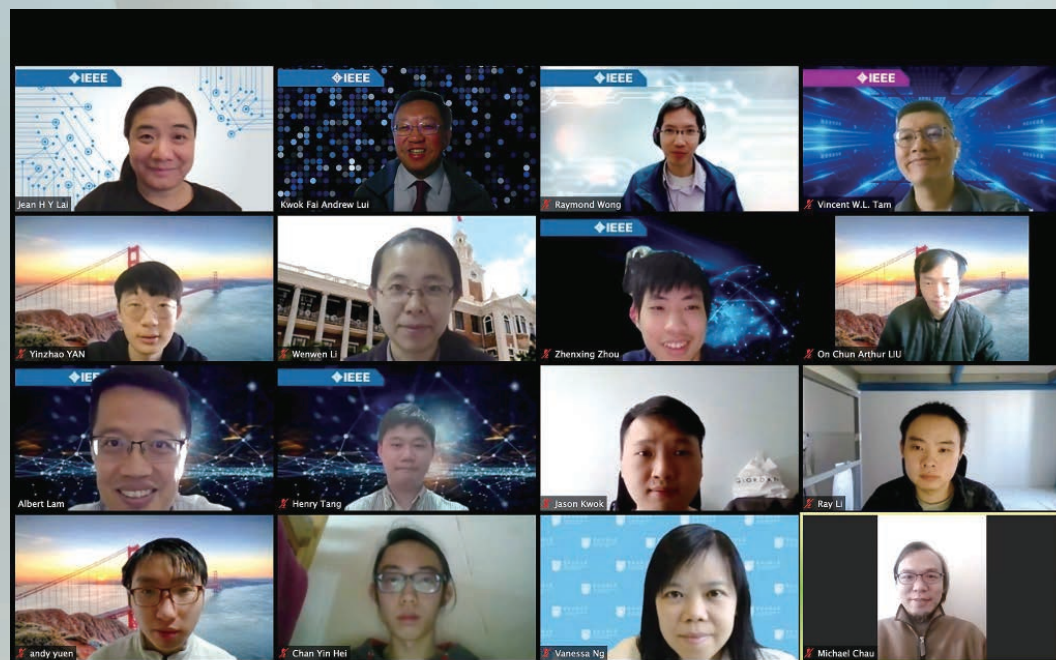 IEEE
IEEE
IEEE
IEEE
Jean H Y Lai
Kwok Fai Andrew Lui
Raymond Wong
Vincent W.L. Tam
IEEE
Yinzhao YAN
Wenwen Li
Zhenxing Zhou
On Chun Arthur LIU
IEE
IEEE
GIORDANO
Albert Lam
Henry Tang
Jason Kwok
Ray Li
andy yuen
Chan Yin Hei
Vanessa Ng
Michael Chau